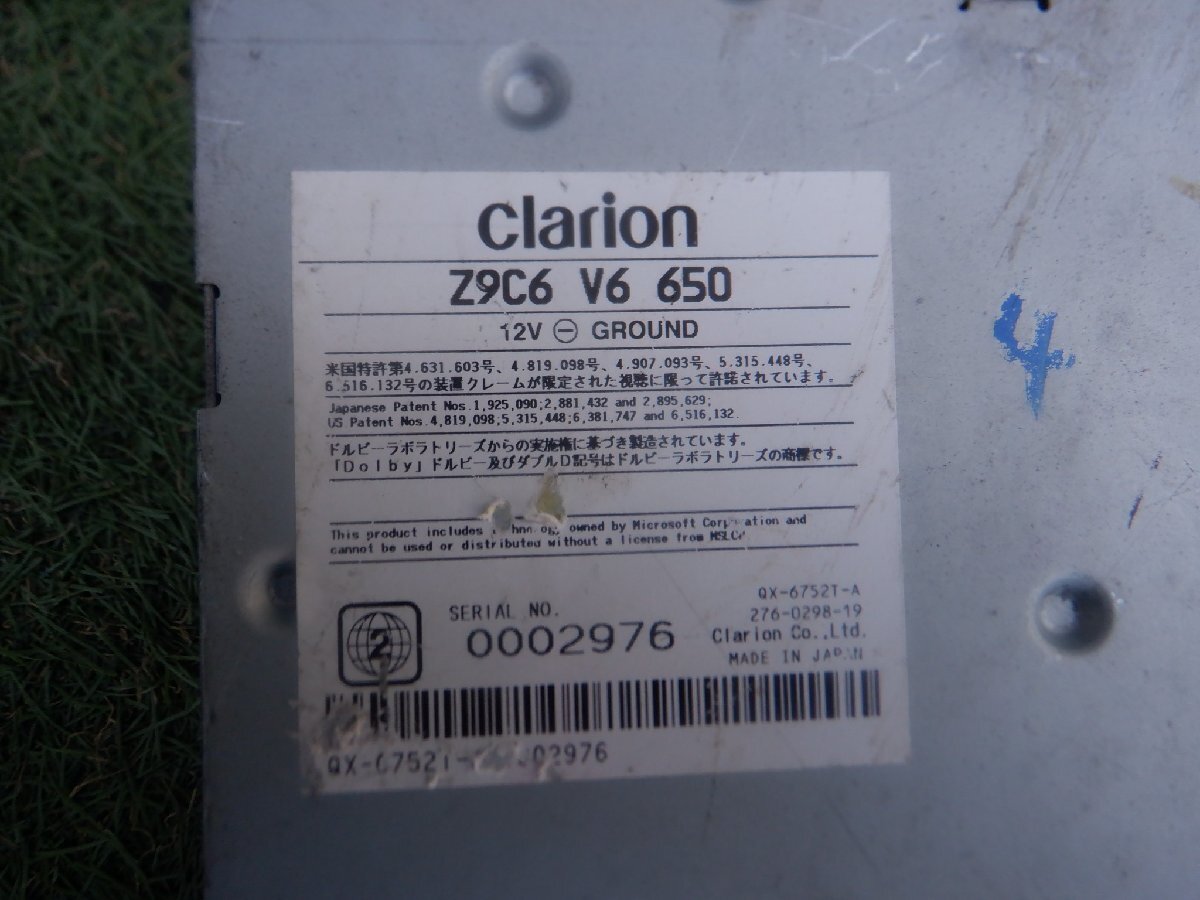 clarion
Z9C6 V6 650
12V ⊖ GROUND
米国特許第4.631.603号、4.819.098号、4.907.093号、5.315.448号、
6.516.132号の装置クレームが限定された視聴に限って許諾されています。
Japanese Patent Nos.1,925,090;2,881,432 and 2,895,629;
US Patent Nos.4,819,098;5,315,448;6,381,747 and 6,516,132.
ドルビーラボラトリーズからの実施権に基づき製造されています。
「Dolby」ドルビー及びダブルD記号はドルビーラボラトリーズの商標です。
This product includes technology owned by Microsoft Corporation and
cannot be used or distributed without a license from
QX-6752T-A
SERIAL NO.
276-0298-19
0002976
Clarion Co.,Ltd.
MADE IN JAPAN
2
4